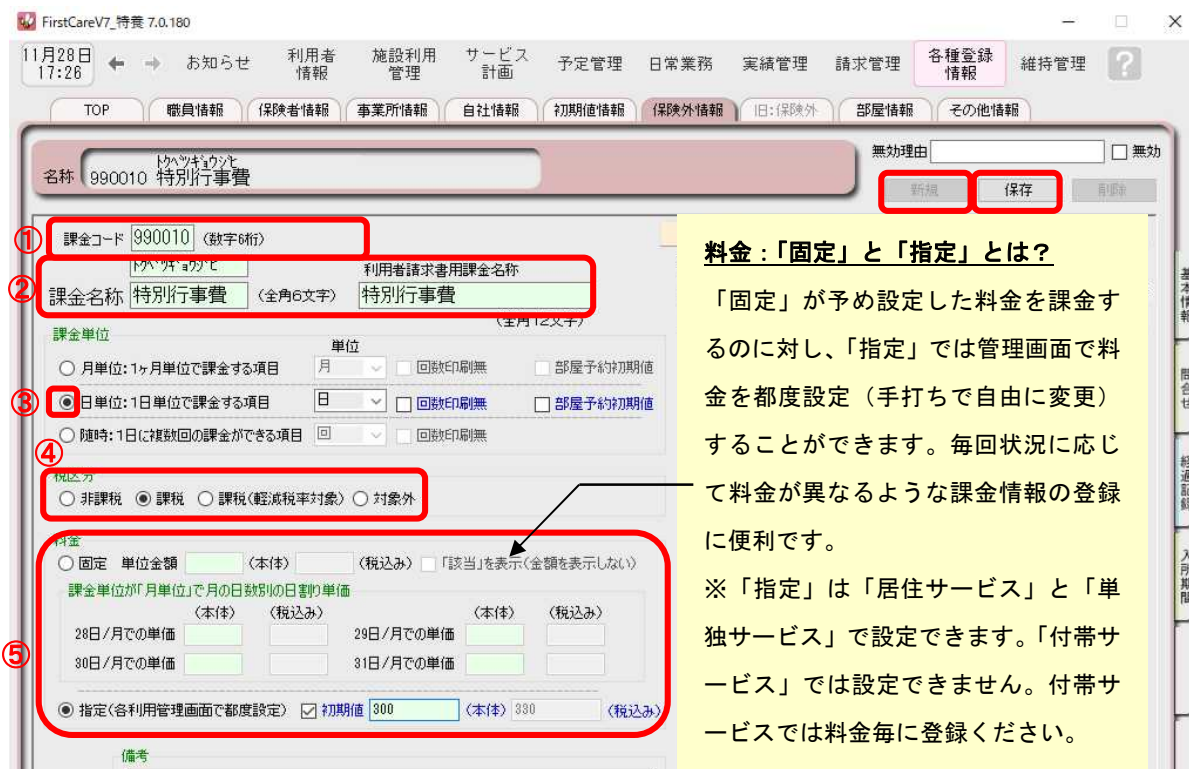 FirstCareV7_特養 7.0.180
11月28日 17:26 お知らせ 利用者情報 施設利用管理 サービス計画 予定管理 日常業務 実績管理 請求管理 各種登録情報 維持管理 ?
TOP 職員情報 保険者情報 事業所情報 自社情報 初期値情報 保険外情報 旧:保険外 部屋情報 その他情報
無効理由 無効
トクベツギョウジヒ
名称 990010 特別行事費
新規 保存 削除
① 課金コード 990010 (数字6桁)
トクベツギョウジヒ 利用者請求書用課金名称
② 課金名称 特別行事費 (全角6文字) 特別行事費
(全角12文字)
課金単位
単位
月単位:1ヶ月単位で課金する項目 月 回数印刷無 部屋予約初期値
③ 日単位:1日単位で課金する項目 日 回数印刷無 部屋予約初期値
随時:1日に複数回の課金ができる項目 回 回数印刷無
④
税区分
非課税 課税 課税(軽減税率対象) 対象外
料金
固定 単位金額 (本体) (税込み) 「該当」を表示(金額を表示しない)
課金単位が「月単位」で月の日数別の日割り単価
(本体) (税込み) (本体) (税込み)
28日/月での単価 29日/月での単価
⑤ 30日/月での単価 31日/月での単価
指定(各利用管理画面で都度設定) 初期値 300 (本体) 330 (税込み)
備考
料金:「固定」と「指定」とは?
「固定」が予め設定した料金を課金す
るのに対し、「指定」では管理画面で料
金を都度設定(手打ちで自由に変更)
することができます。毎回状況に応じ
て料金が異なるような課金情報の登録
に便利です。
※「指定」は「居住サービス」と「単
独サービス」で設定できます。「付帯サ
ービス」では設定できません。付帯サ
ービスでは料金毎に登録ください。
基本情報
問合せ
経過記録
入所期間